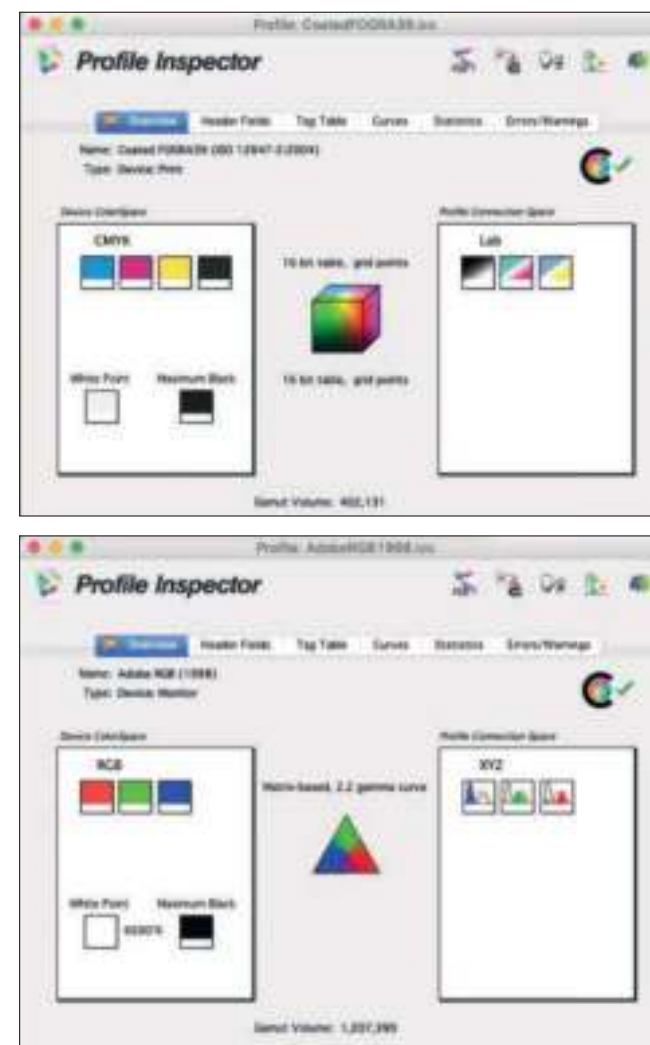 Profile: CoatedFOGRA39.icc
Profile Inspector
Overview Header Fields Tag Table Curves Statistics Errors/Warnings
Name: Coated FOGRA39 (ISO 12647-2:2004)
Type: Device: Print
Device ColorSpace
Profile Connection Space
CMYK
Lab
16 bit table, grid points
White Point Maximum Black
16 bit table, grid points
Gamut Volume: 402,131
Profile: AdobeRGB1998.icc
Profile Inspector
Overview Header Fields Tag Table Curves Statistics Errors/Warnings
Name: Adobe RGB (1998)
Type: Device: Monitor
Device ColorSpace
Profile Connection Space
RGB
XYZ
Matrix-based, 2.2 gamma curve
White Point Maximum Black
Gamut Volume: